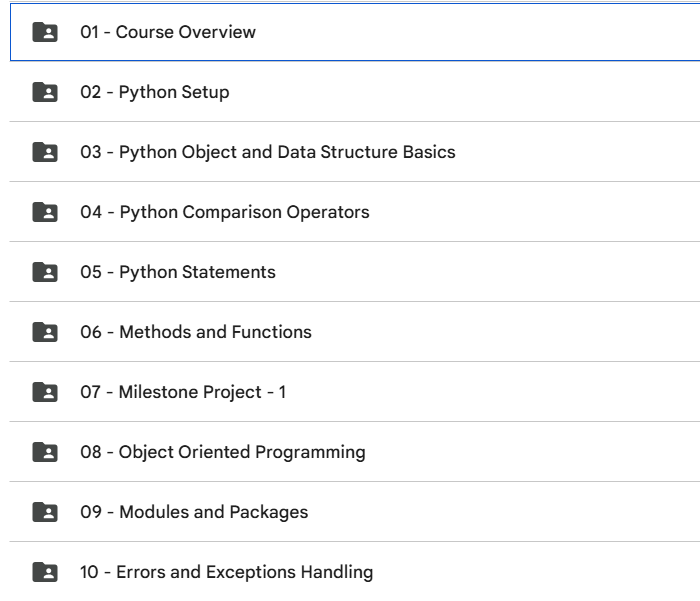 01 - Course Overview
02 - Python Setup
03 - Python Object and Data Structure Basics
04 - Python Comparison Operators
05 - Python Statements
06 - Methods and Functions
07 - Milestone Project - 1
08 - Object Oriented Programming
09 - Modules and Packages
10 - Errors and Exceptions Handling